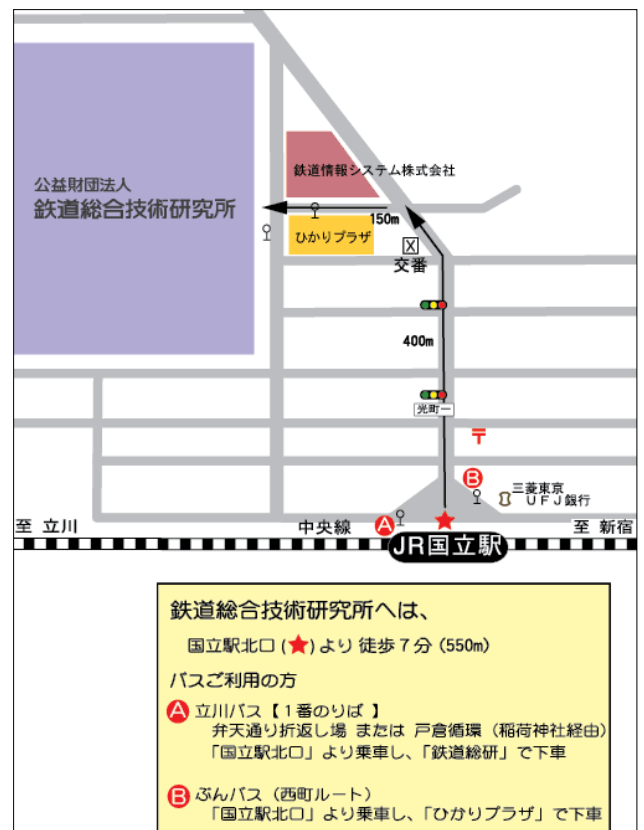 公益財団法人
鉄道総合技術研究所
鉄道情報システム株式会社
150m
ひかりプラザ
X
交番
400m
光町一
〒
B
三菱東京
UFJ銀行
A
至 立川
中央線
至 新宿
JR国立駅
鉄道総合技術研究所へは、
国立駅北口(★)より 徒歩7分(550m)
バスご利用の方
A 立川バス【1番のりば 】
弁天通り折返し場 または 戸倉循環(稲荷神社経由)
「国立駅北口」より乗車し、「鉄道総研」で下車
B ぶんバス(西町ルート)
「国立駅北口」より乗車し、「ひかりプラザ」で下車